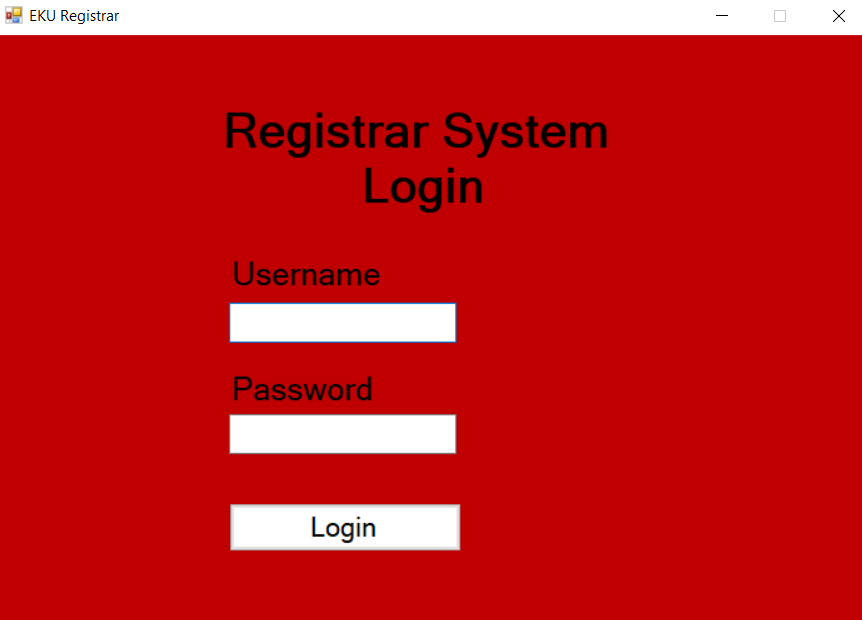 EKU Registrar
Registrar System
Login
Username
Password
Login